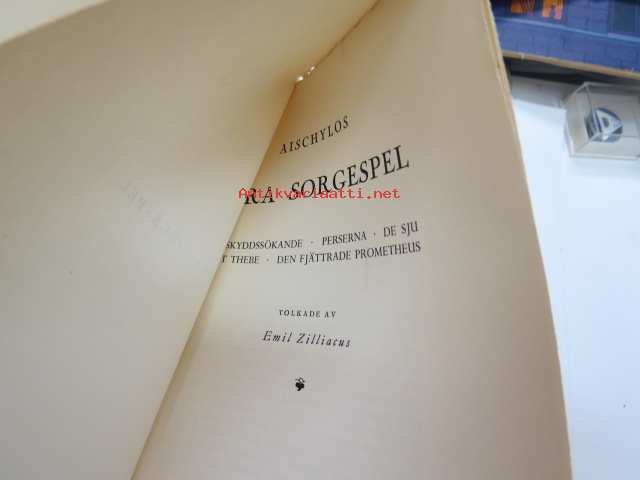 AISCHYLOS
RA SORGESPEL
SKYDDSSÖKANDE · PERSERNA · DE SJU
T THEBE · DEN FJÄTTRADE PROMETHEUS
TOLKADE AV
Emil Zilliacus
Antikvariaatti.net